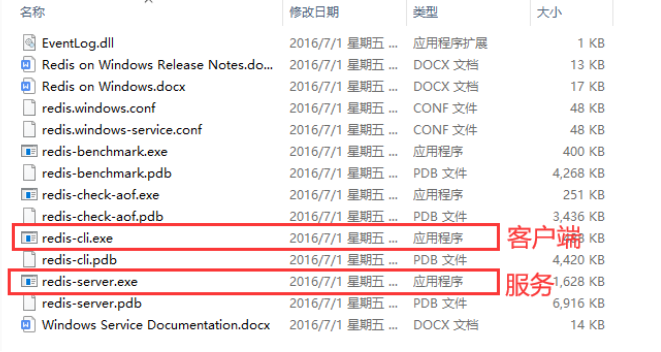 名称 修改日期 类型 大小
EventLog.dll 2016/7/1 星期五 ... 应用程序扩展 1 KB
Redis on Windows Release Notes.do... 2016/7/1 星期五 ... DOCX 文档 13 KB
Redis on Windows.docx 2016/7/1 星期五 ... DOCX 文档 17 KB
redis.windows.conf 2016/7/1 星期五 ... CONF 文件 48 KB
redis.windows-service.conf 2016/7/1 星期五 ... CONF 文件 48 KB
redis-benchmark.exe 2016/7/1 星期五 ... 应用程序 400 KB
redis-benchmark.pdb 2016/7/1 星期五 ... PDB 文件 4,268 KB
redis-check-aof.exe 2016/7/1 星期五 ... 应用程序 251 KB
redis-check-aof.pdb 2016/7/1 星期五 ... PDB 文件 3,436 KB
redis-cli.exe 2016/7/1 星期五 ... 应用程序 KB 客户端
redis-cli.pdb 2016/7/1 星期五 ... PDB 文件 4,420 KB
redis-server.exe 2016/7/1 星期五 ... 应用程序 1,628 KB 服务
redis-server.pdb 2016/7/1 星期五 ... PDB 文件 6,916 KB
Windows Service Documentation.docx 2016/7/1 星期五 ... DOCX 文档 14 KB